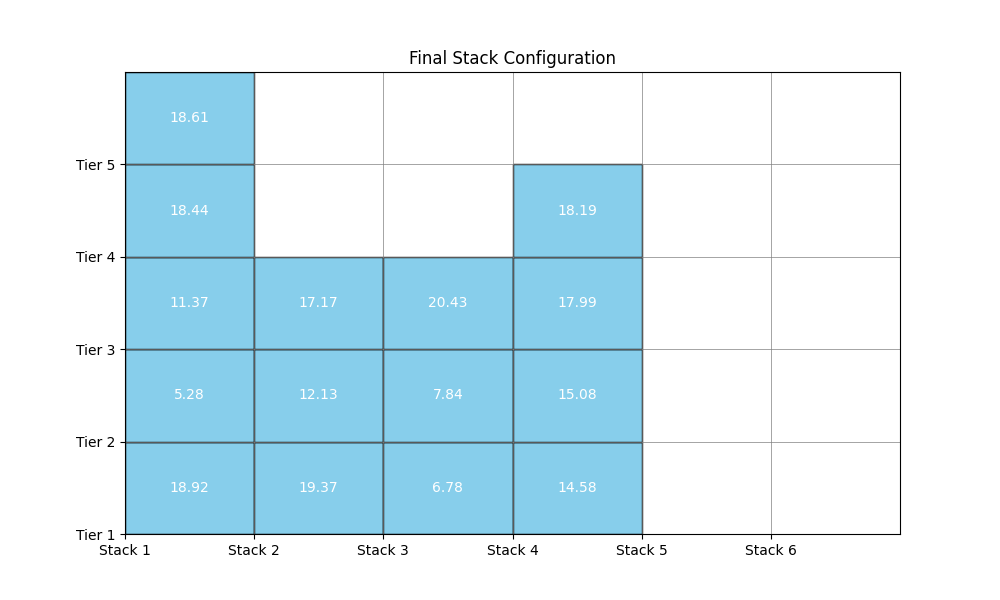 Final Stack Configuration
18.61
Tier 5
18.44 18.19
Tier 4
11.37 17.17 20.43 17.99
Tier 3
5.28 12.13 7.84 15.08
Tier 2
18.92 19.37 6.78 14.58
Tier 1
Stack 1 Stack 2 Stack 3 Stack 4 Stack 5 Stack 6